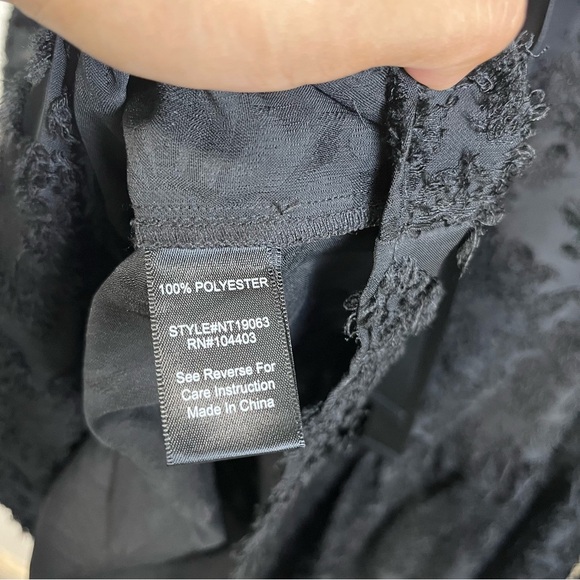 100% POLYESTER
STYLE#NT19063
RN#104403
See Reverse For
Care Instruction
Made In China